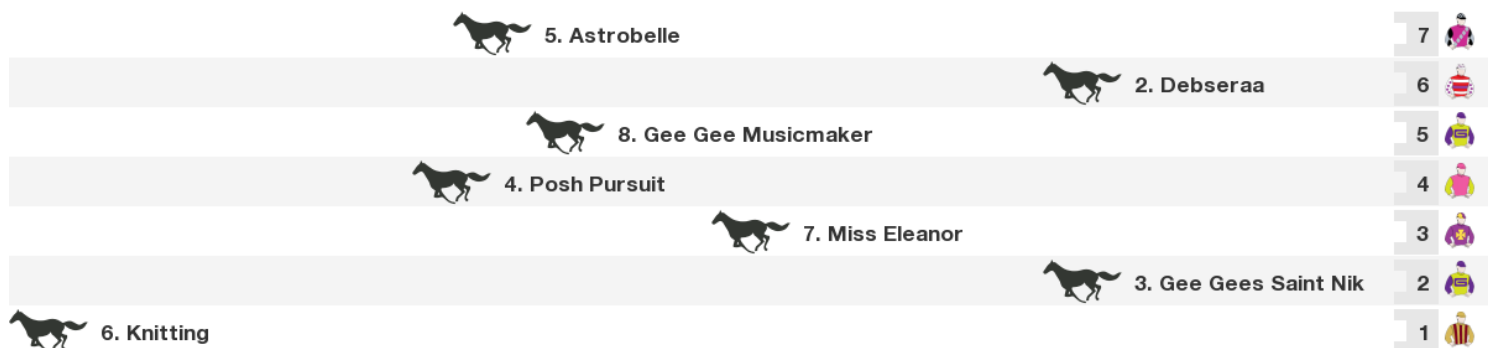 5. Astrobelle 7
2. Debseraa 6
8. Gee Gee Musicmaker 5
4. Posh Pursuit 4
7. Miss Eleanor 3
3. Gee Gees Saint Nik 2
6. Knitting 1